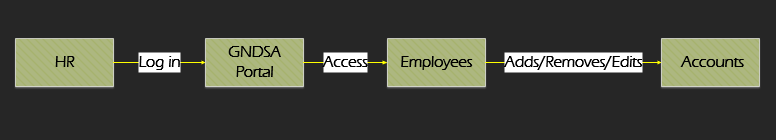 HR
Log in
GNDSA
Portal
Access
Employees
Adds/Removes/Edits
Accounts